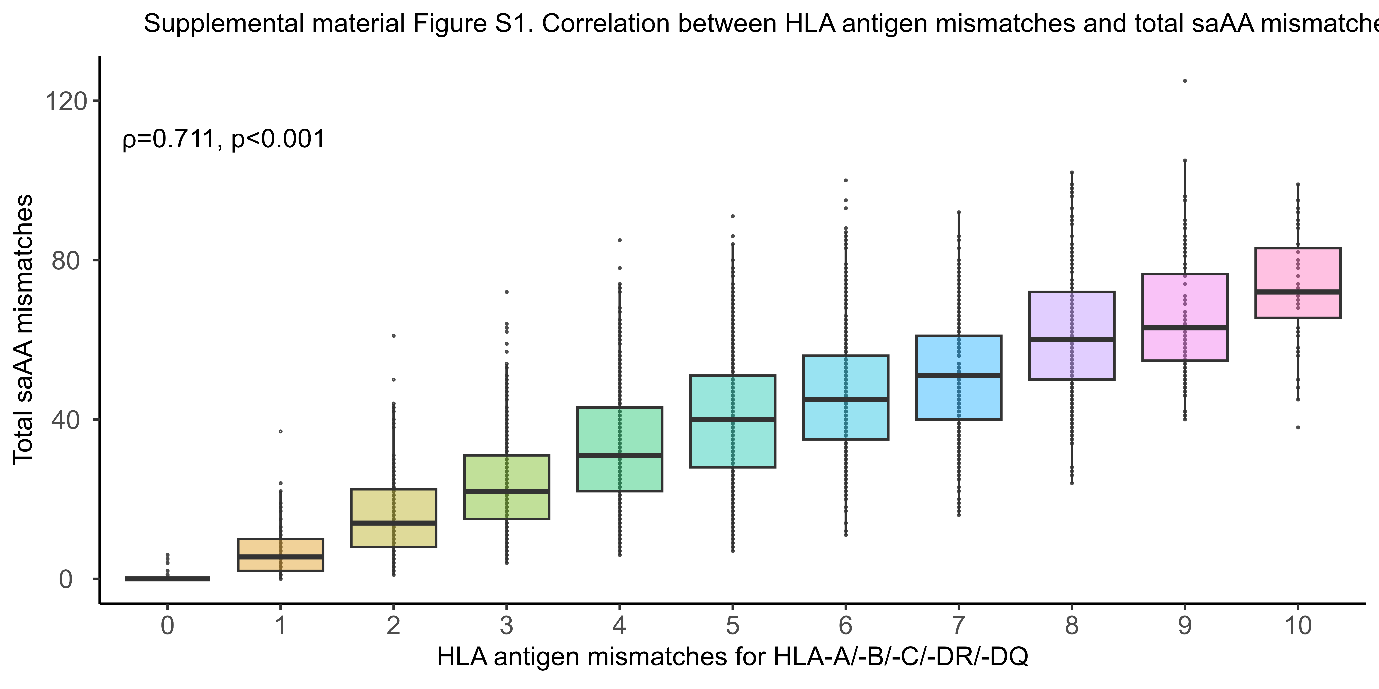 Supplemental material Figure S1. Correlation between HLA antigen mismatches and total saAA mismatche
120
ρ=0.711, p<0.001
80
40
0
Total saAA mismatches
0 1 2 3 4 5 6 7 8 9 10
HLA antigen mismatches for HLA-A/-B/-C/-DR/-DQ